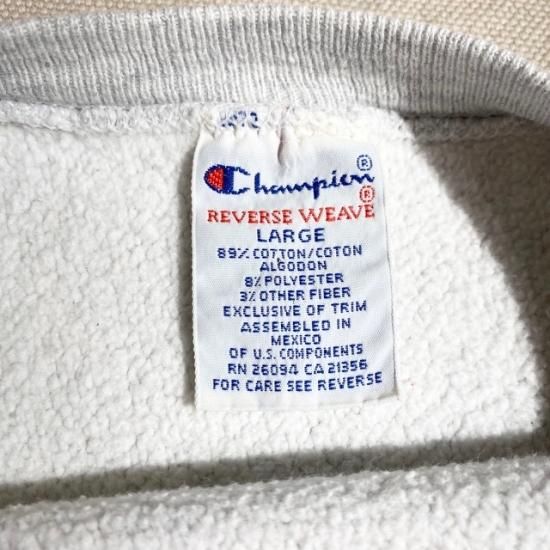 Champion®
REVERSE WEAVE®
LARGE
89% COTTON/COTON
ALGODON
8% POLYESTER
3% OTHER FIBER
EXCLUSIVE OF TRIM
ASSEMBLED IN
MEXICO
OF U.S. COMPONENTS
RN 26094 CA 21356
FOR CARE SEE REVERSE